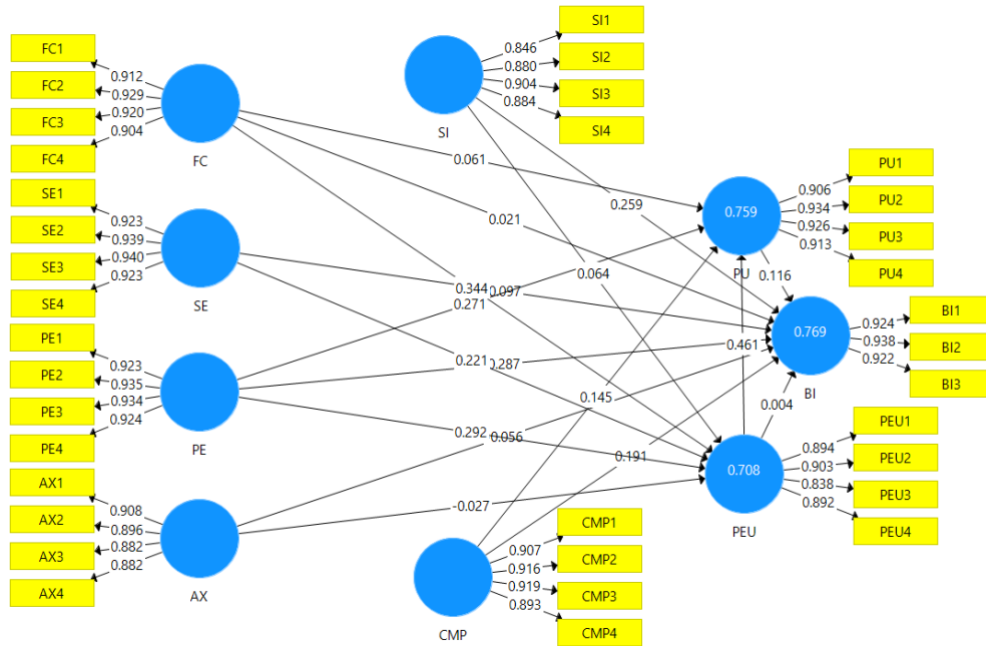 FC1
FC2
FC3
FC4
0.912
0.929
0.920
0.904
FC
SE1
SE2
SE3
SE4
0.923
0.939
0.940
0.923
SE
PE1
PE2
PE3
PE4
0.923
0.935
0.934
0.924
PE
AX1
AX2
AX3
AX4
0.908
0.896
0.882
0.882
AX
SI
0.846
0.880
0.904
0.884
SI1
SI2
SI3
SI4
0.061
0.259
0.021
0.064
0.344
0.097
0.271
0.461
0.221
0.287
0.145
0.292
0.056
0.191
-0.027
CMP
0.907
0.916
0.919
0.893
CMP1
CMP2
CMP3
CMP4
0.759
PU
0.906
0.934
0.926
0.913
PU1
PU2
PU3
PU4
0.116
0.769
BI
0.924
0.938
0.922
BI1
BI2
BI3
0.004
0.708
PEU
0.894
0.903
0.838
0.892
PEU1
PEU2
PEU3
PEU4